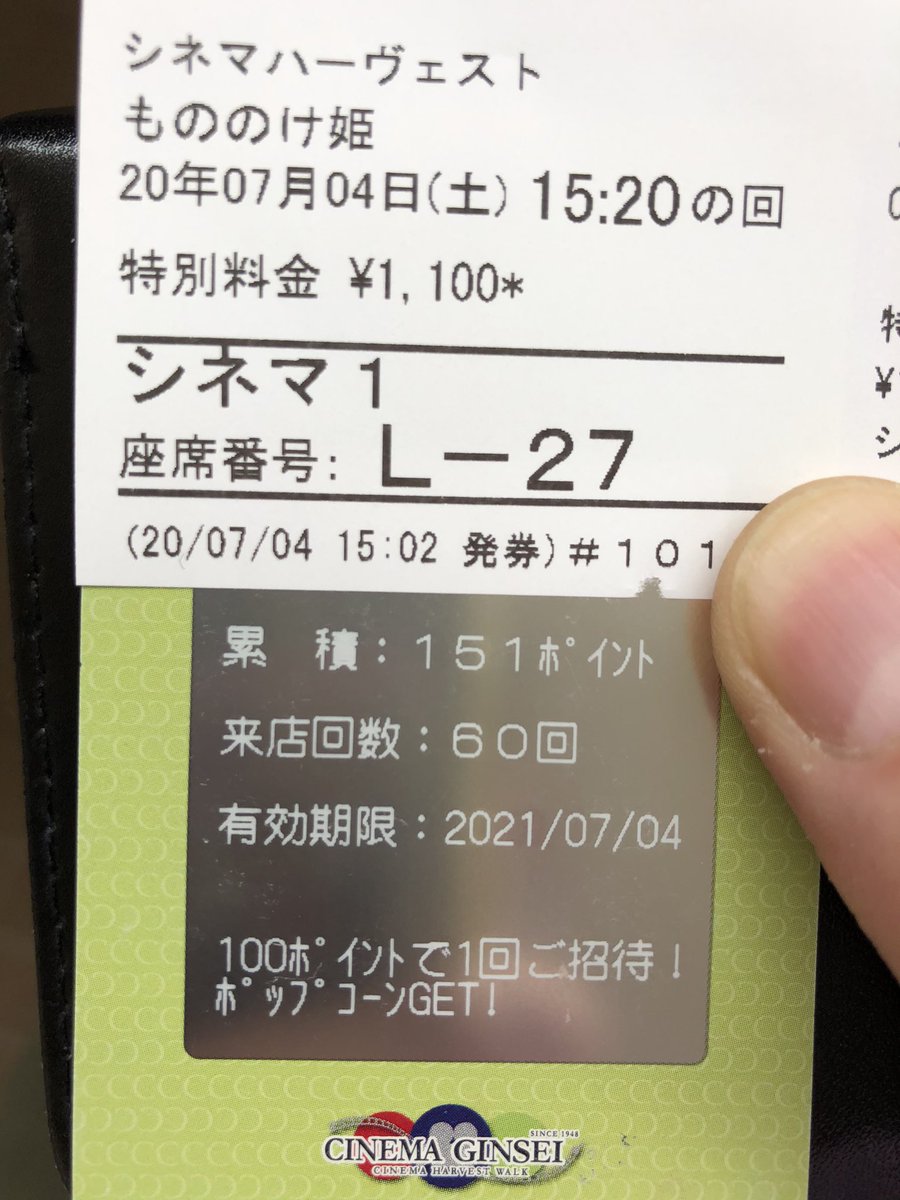 シネマハーヴェスト
もののけ姫
20年07月04日(土) 15:20の回
特別料金 ¥1,100*
シネマ1
座席番号: L-27
(20/07/04 15:02 発券)#101
特
¥
シ
累 積:151ポイント
来店回数:60回
有効期限:2021/07/04
100ポイントで1回ご招待!
ポップコーンGET!
SINCE 1948
CINEMA GINSEI
CINEMA HARVEST WALK